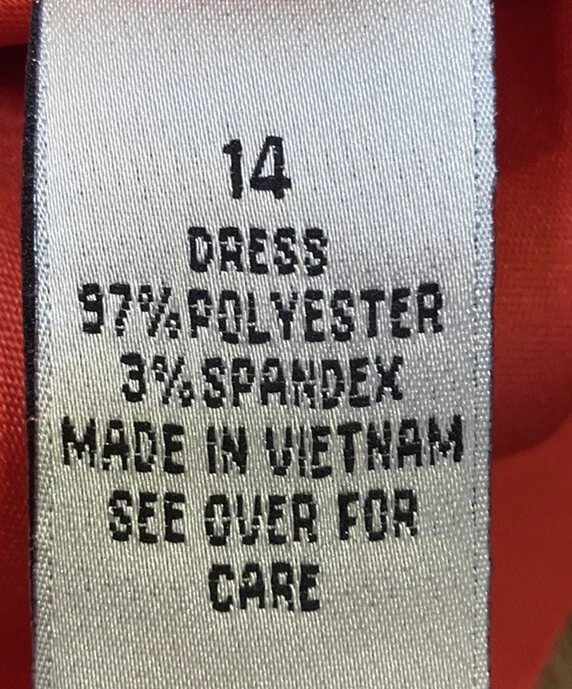 14
DRESS
97% POLYESTER
3% SPANDEX
MADE IN VIETNAM
SEE OVER FOR
CARE